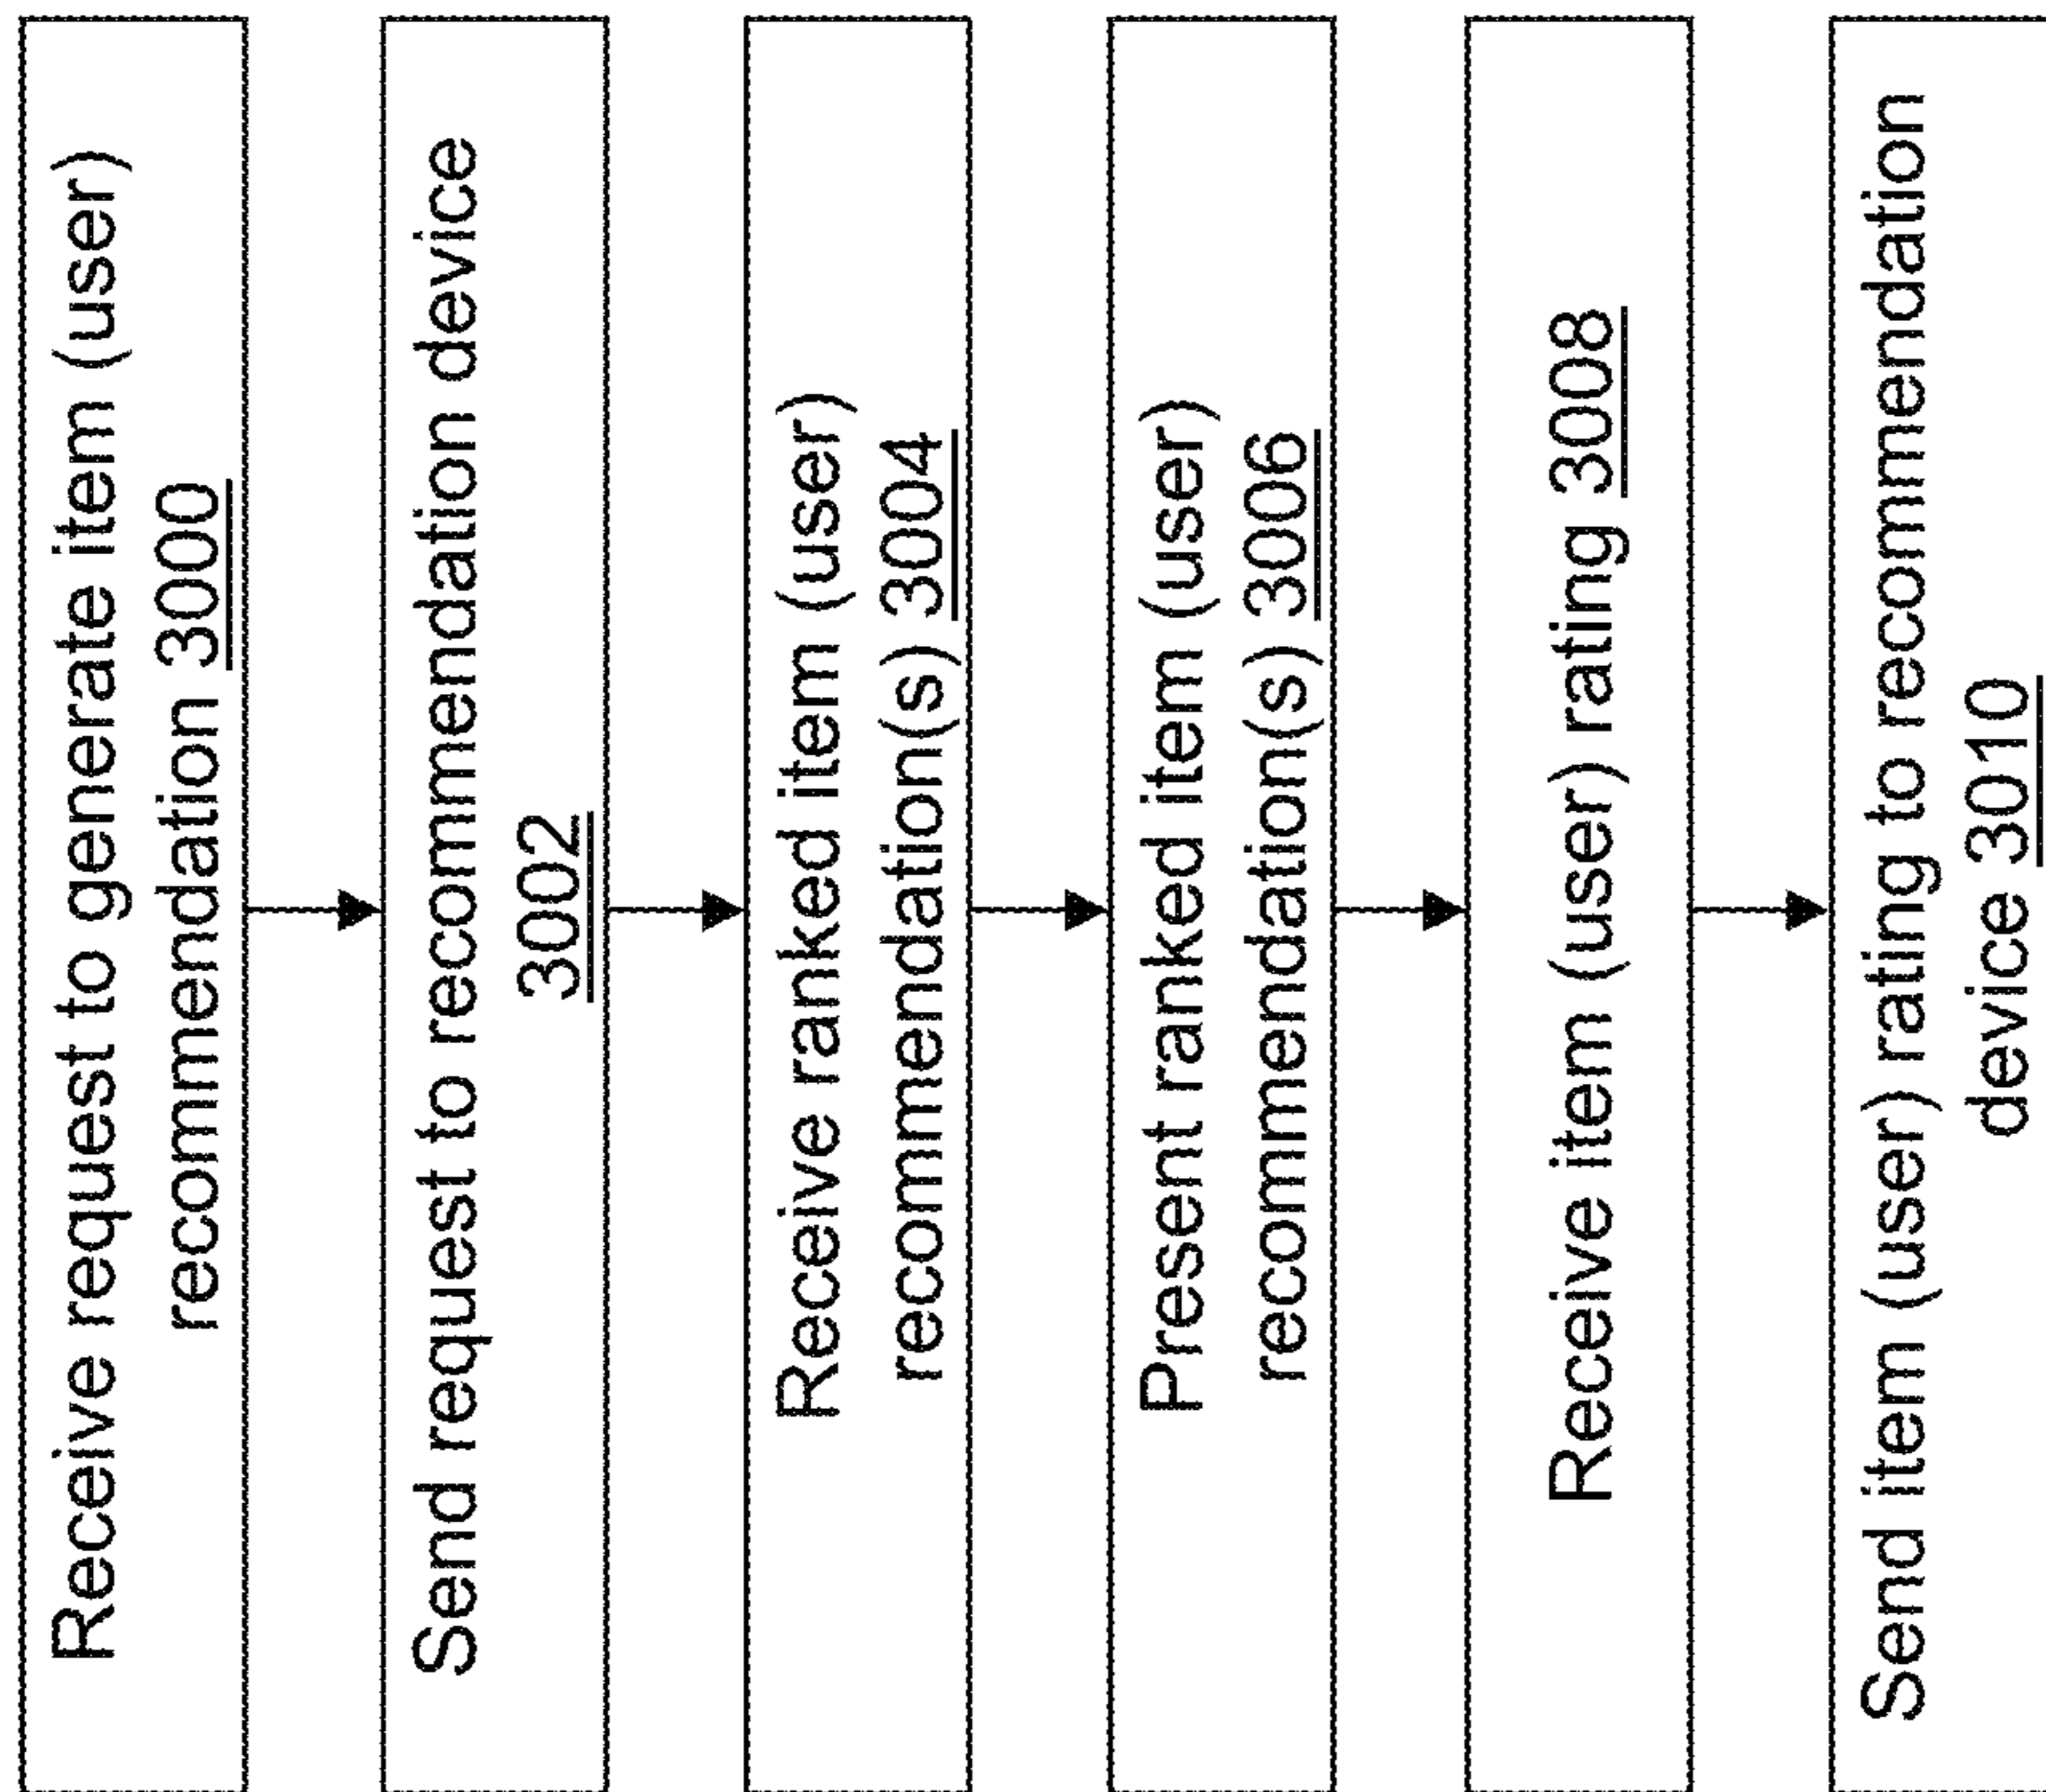 Receive request to generate item (user)
recommendation 3000
Send request to recommendation device
3002
Receive ranked item (user)
recommendation(s) 3004
Present ranked item (user)
recommendation(s) 3006
Receive item (user) rating 3008
Send item (user) rating to recommendation
device 3010